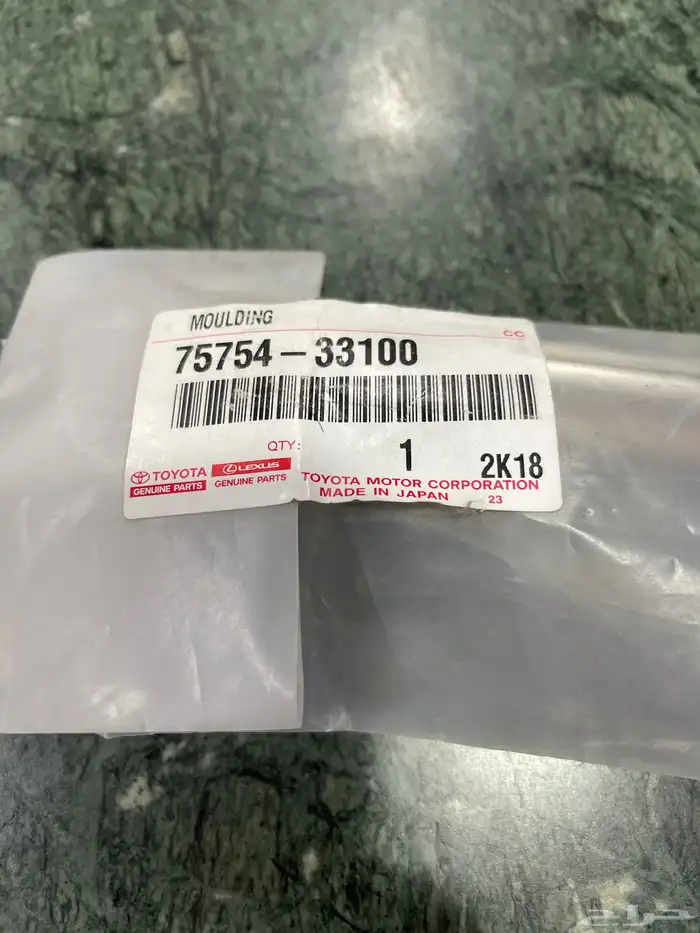 MOULDING
CC
75754-33100
QTY: 1
2K18
TOYOTA
GENUINE PARTS
LEXUS
GENUINE PARTS
TOYOTA MOTOR CORPORATION
MADE IN JAPAN
23
حراج